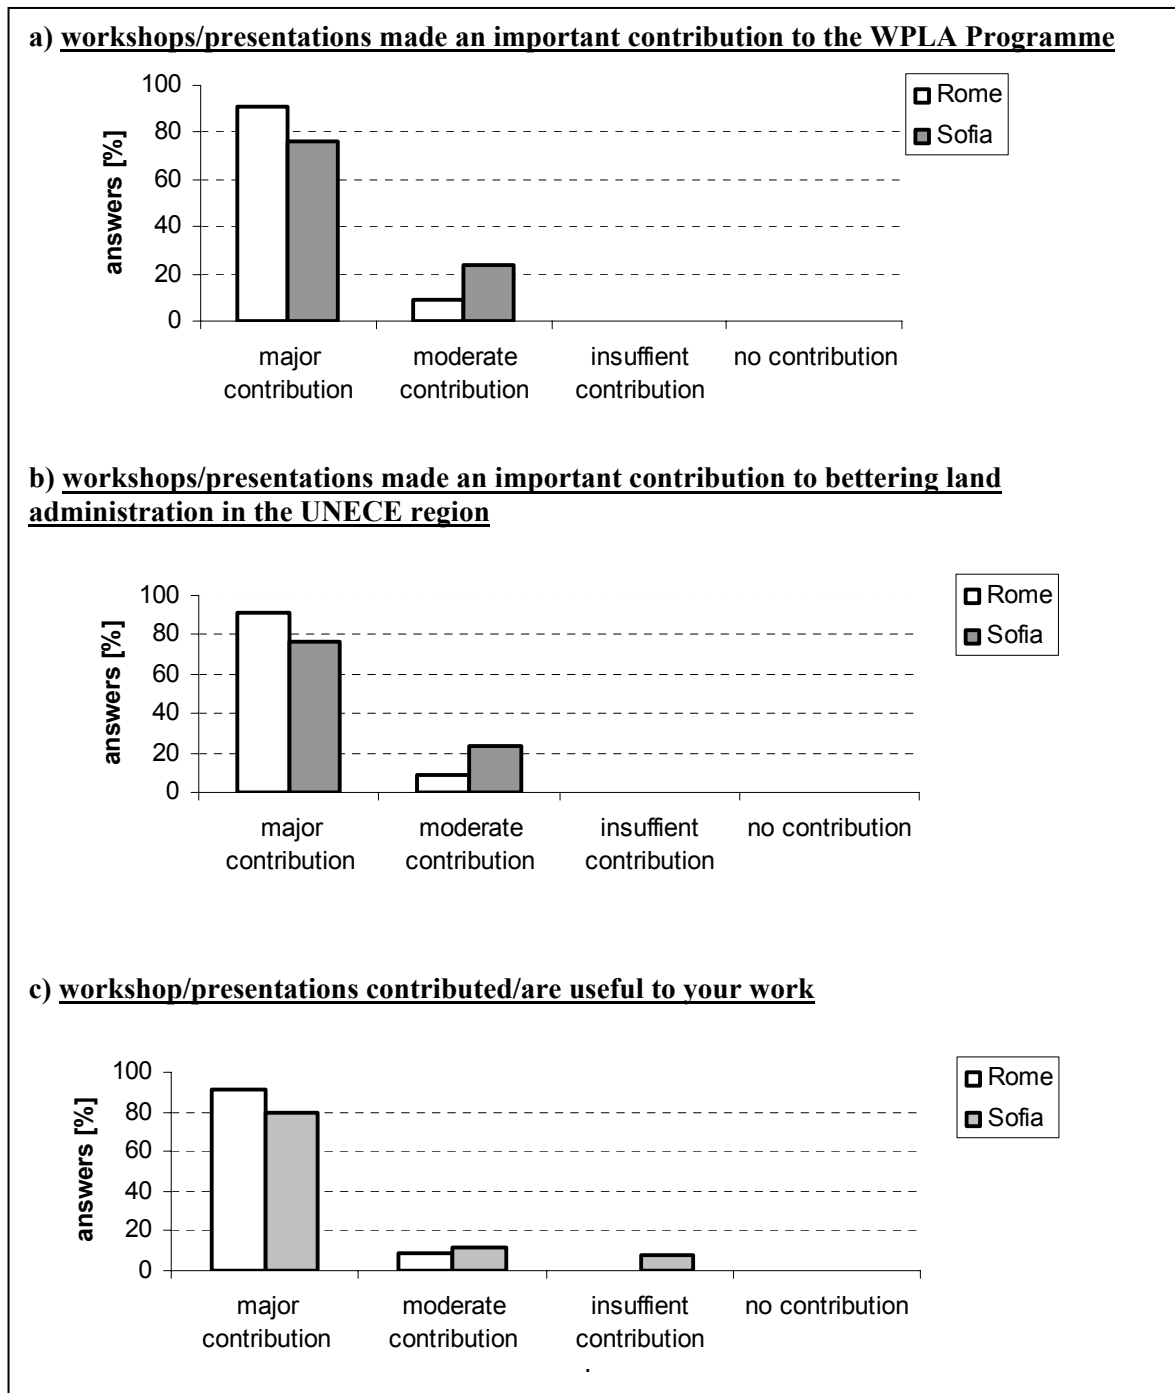 a) workshops/presentations made an important contribution to the WPLA Programme
100
80
60
40
20
0
answers [%]
Rome
Sofia
major
contribution
moderate
contribution
insuffient
contribution
no contribution
b) workshops/presentations made an important contribution to bettering land
administration in the UNECE region
100
80
60
40
20
0
answers [%]
Rome
Sofia
major
contribution
moderate
contribution
insuffient
contribution
no contribution
c) workshop/presentations contributed/are useful to your work
100
80
60
40
20
0
answers [%]
Rome
Sofia
major
contribution
moderate
contribution
insuffient
contribution
no contribution
.